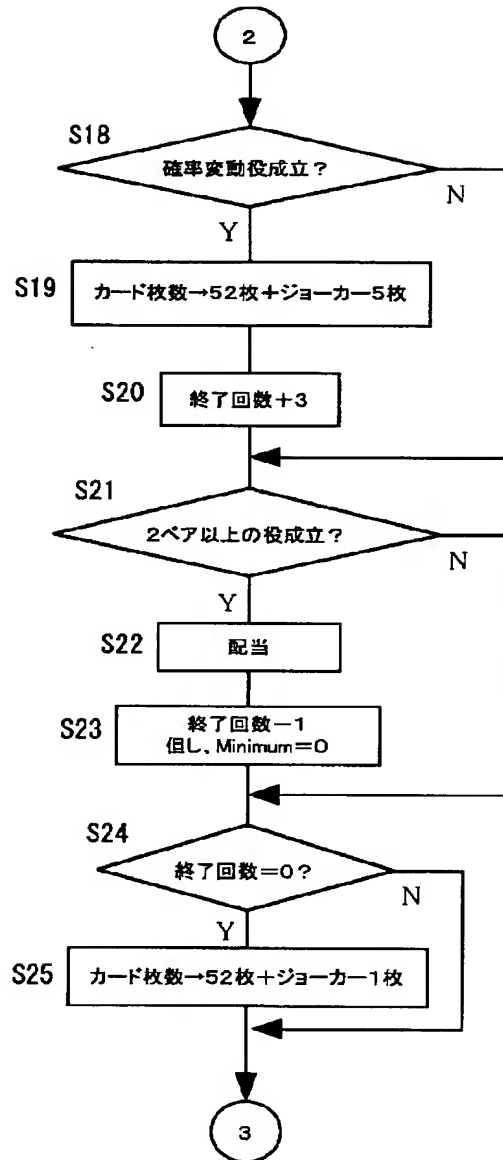 2
S18
確率変動役成立？
N
Y
S19
カード枚数→52枚＋ジョーカー5枚
S20
終了回数＋3
S21
2ペア以上の役成立？
N
Y
S22
配当
S23
終了回数－1
但し、Minimum＝0
S24
終了回数＝0？
N
Y
S25
カード枚数→52枚＋ジョーカー1枚
3